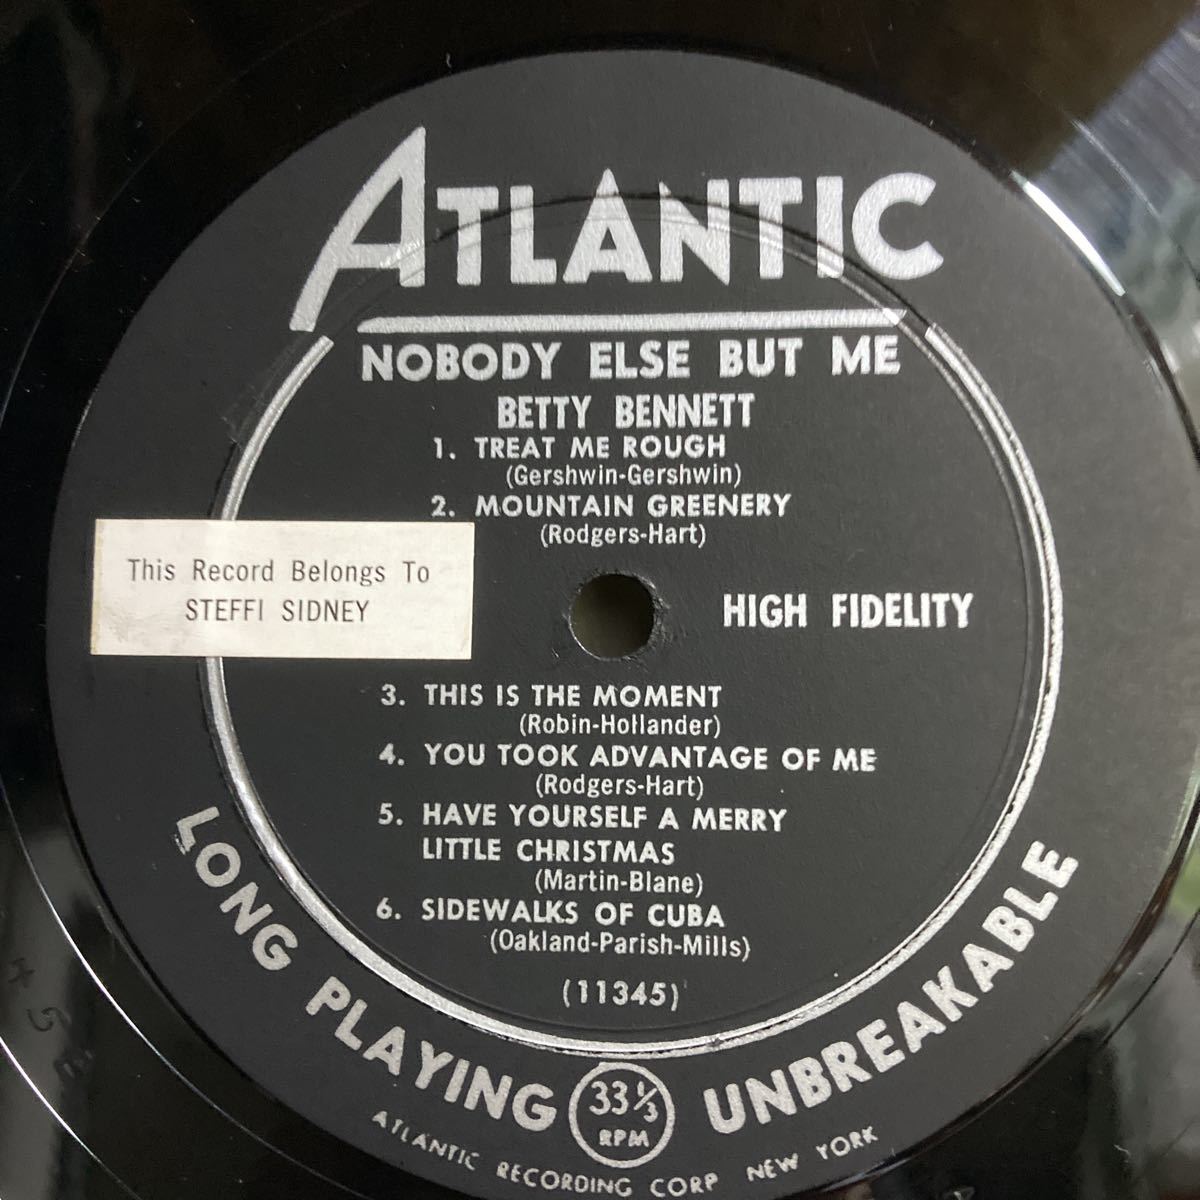 ATLANTIC
NOBODY ELSE BUT ME
BETTY BENNETT
1. TREAT ME ROUGH
(Gershwin-Gershwin)
2. MOUNTAIN GREENERY
(Rodgers-Hart)
This Record Belongs To
STEFFI SIDNEY
HIGH FIDELITY
3. THIS IS THE MOMENT
(Robin-Hollander)
4. YOU TOOK ADVANTAGE OF ME
(Rodgers-Hart)
5. HAVE YOURSELF A MERRY
LITTLE CHRISTMAS
(Martin-Blane)
6. SIDEWALKS OF CUBA
(Oakland-Parish-Mills)
(11345)
LONG PLAYING 33 1/3 RPM UNBREAKABLE
ATLANTIC RECORDING CORP NEW YORK